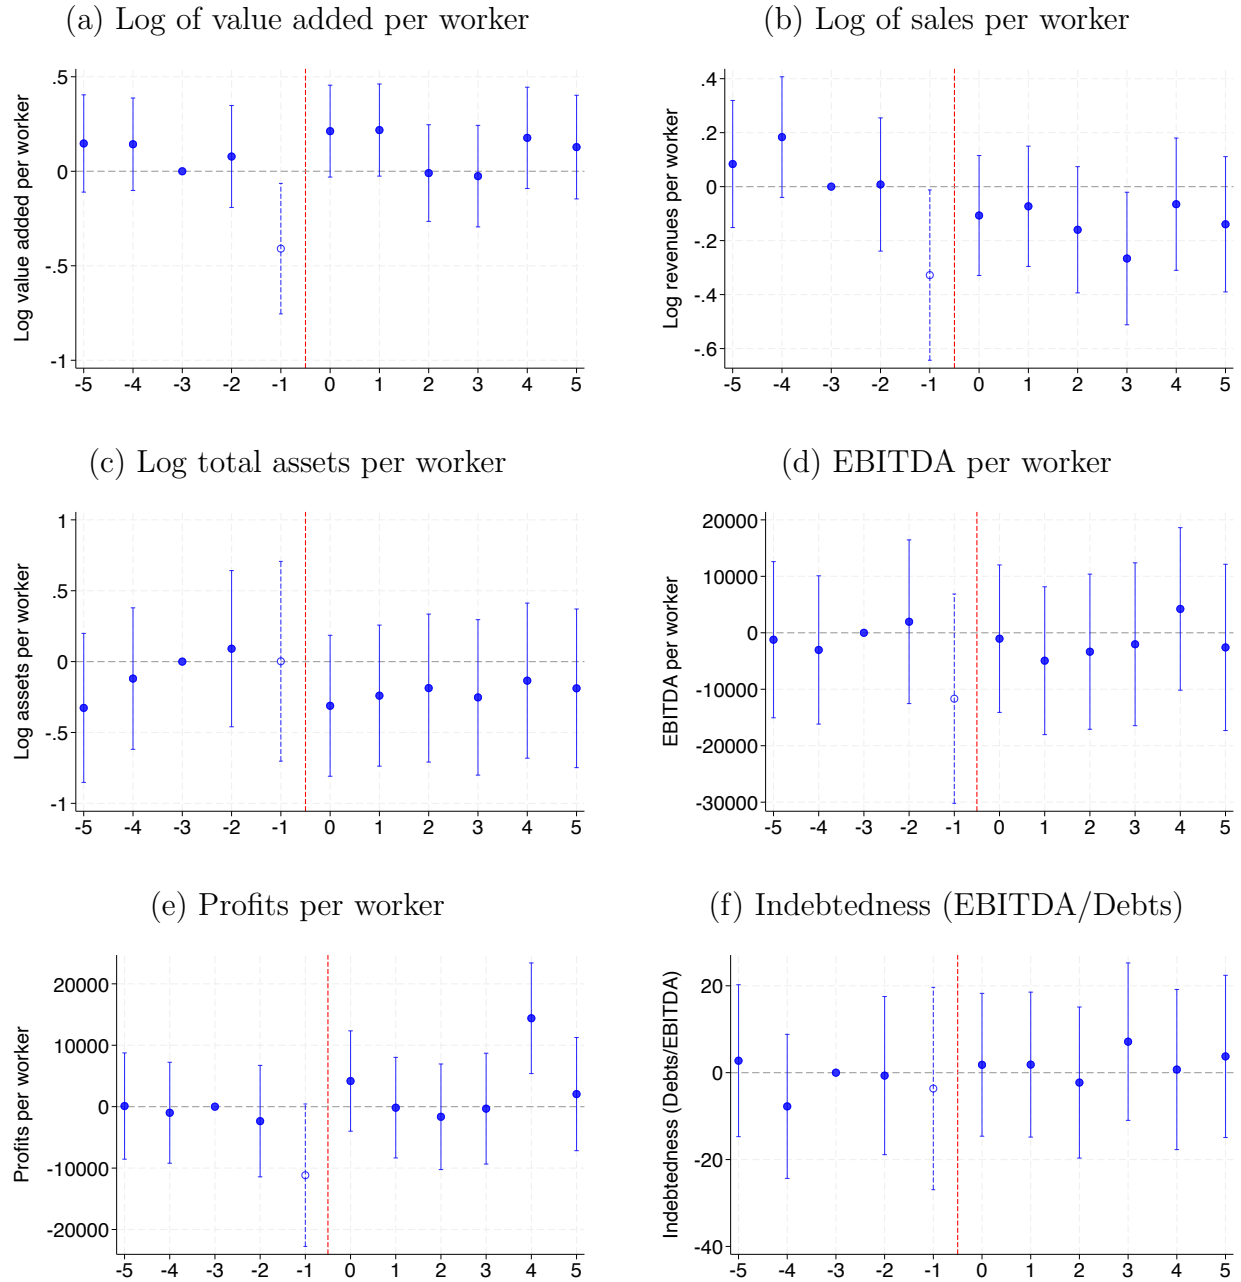 (a) Log of value added per worker
Log value added per worker
.5
0
-.5
-1
-5 -4 -3 -2 -1 0 1 2 3 4 5
(b) Log of sales per worker
Log revenues per worker
.4
.2
0
-.2
-.4
-.6
-5 -4 -3 -2 -1 0 1 2 3 4 5
(c) Log total assets per worker
Log assets per worker
1
.5
0
-.5
-1
-5 -4 -3 -2 -1 0 1 2 3 4 5
(d) EBITDA per worker
EBITDA per worker
20000
10000
0
-10000
-20000
-30000
-5 -4 -3 -2 -1 0 1 2 3 4 5
(e) Profits per worker
Profits per worker
20000
10000
0
-10000
-20000
-5 -4 -3 -2 -1 0 1 2 3 4 5
(f) Indebtedness (EBITDA/Debts)
Indebtedness (Debts/EBITDA)
20
0
-20
-40
-5 -4 -3 -2 -1 0 1 2 3 4 5